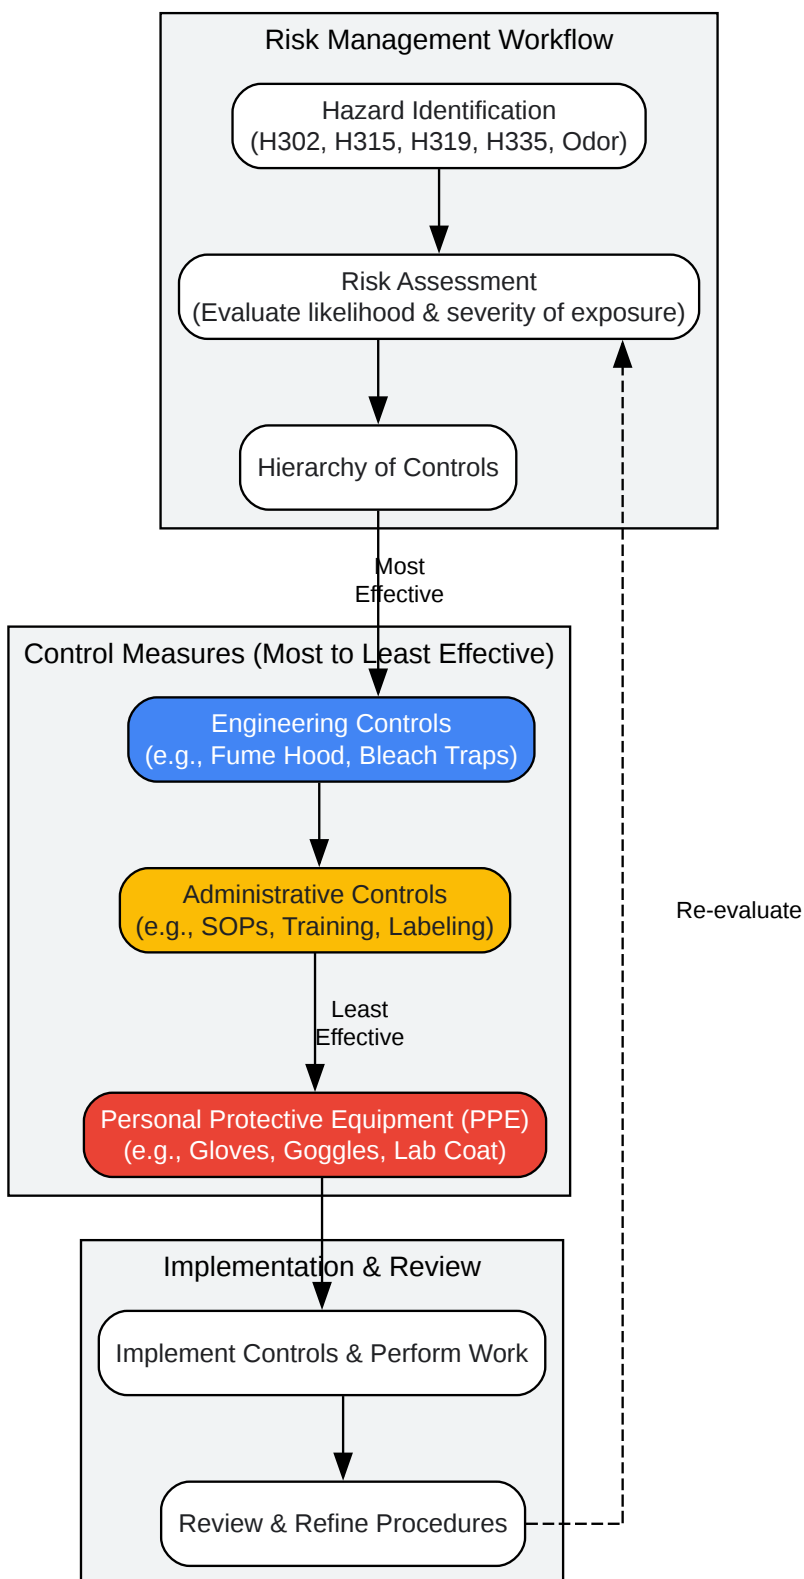 Risk Management Workflow
Hazard Identification
(H302, H315, H319, H335, Odor)
Risk Assessment
(Evaluate likelihood & severity of exposure)
Hierarchy of Controls
Most
Effective
Control Measures (Most to Least Effective)
Engineering Controls
(e.g., Fume Hood, Bleach Traps)
Administrative Controls
(e.g., SOPs, Training, Labeling)
Re-evaluate
Least
Effective
Personal Protective Equipment (PPE)
(e.g., Gloves, Goggles, Lab Coat)
Implementation & Review
Implement Controls & Perform Work
Review & Refine Procedures